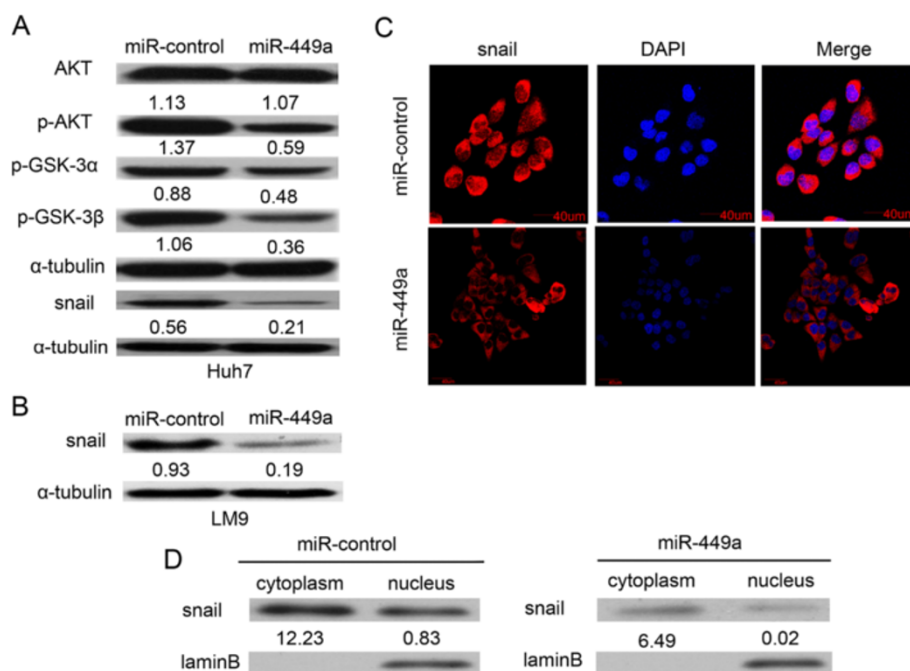 A
miR-control miR-449a
AKT
1.13 1.07
p-AKT
1.37 0.59
p-GSK-3α
0.88 0.48
p-GSK-3β
1.06 0.36
α-tubulin
snail
0.56 0.21
α-tubulin
Huh7
B
miR-control miR-449a
snail
0.93 0.19
α-tubulin
LM9
C
snail DAPI Merge
miR-control
40um 40um 40um
miR-449a
D
miR-control
cytoplasm nucleus
snail
12.23 0.83
laminB
miR-449a
cytoplasm nucleus
snail
6.49 0.02
laminB